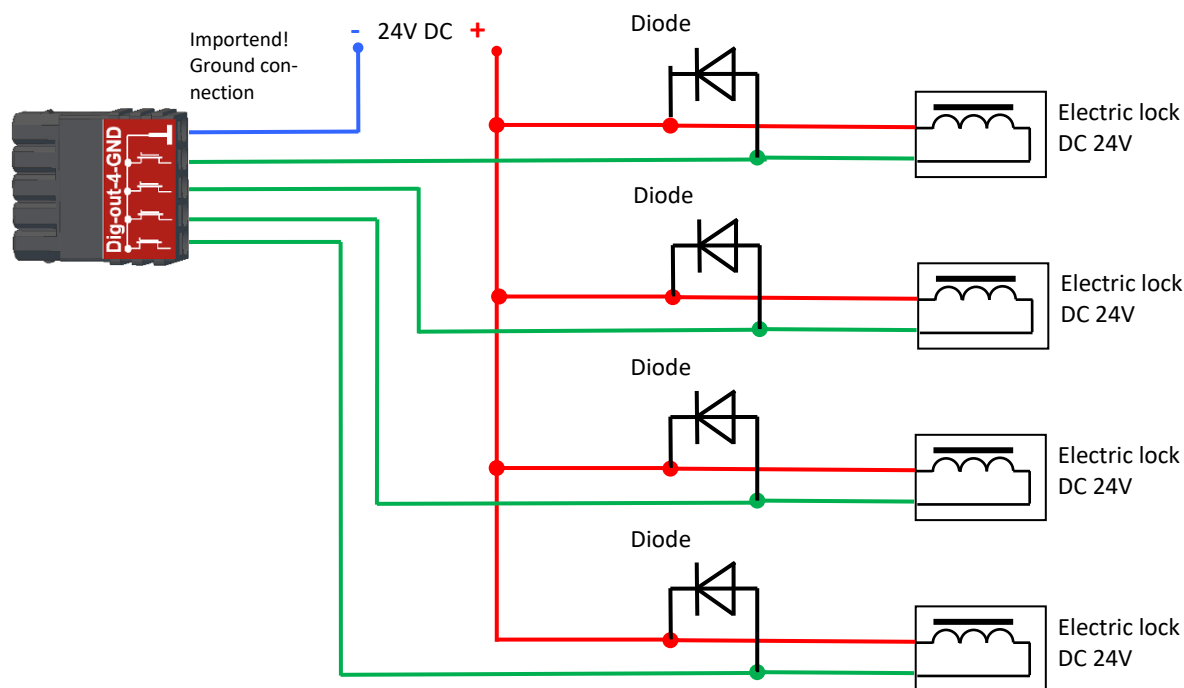 Importend!
Ground con-
nection
- 24V DC +
Dig-out-4-GND
Diode
Electric lock
DC 24V
Diode
Electric lock
DC 24V
Diode
Electric lock
DC 24V
Diode
Electric lock
DC 24V